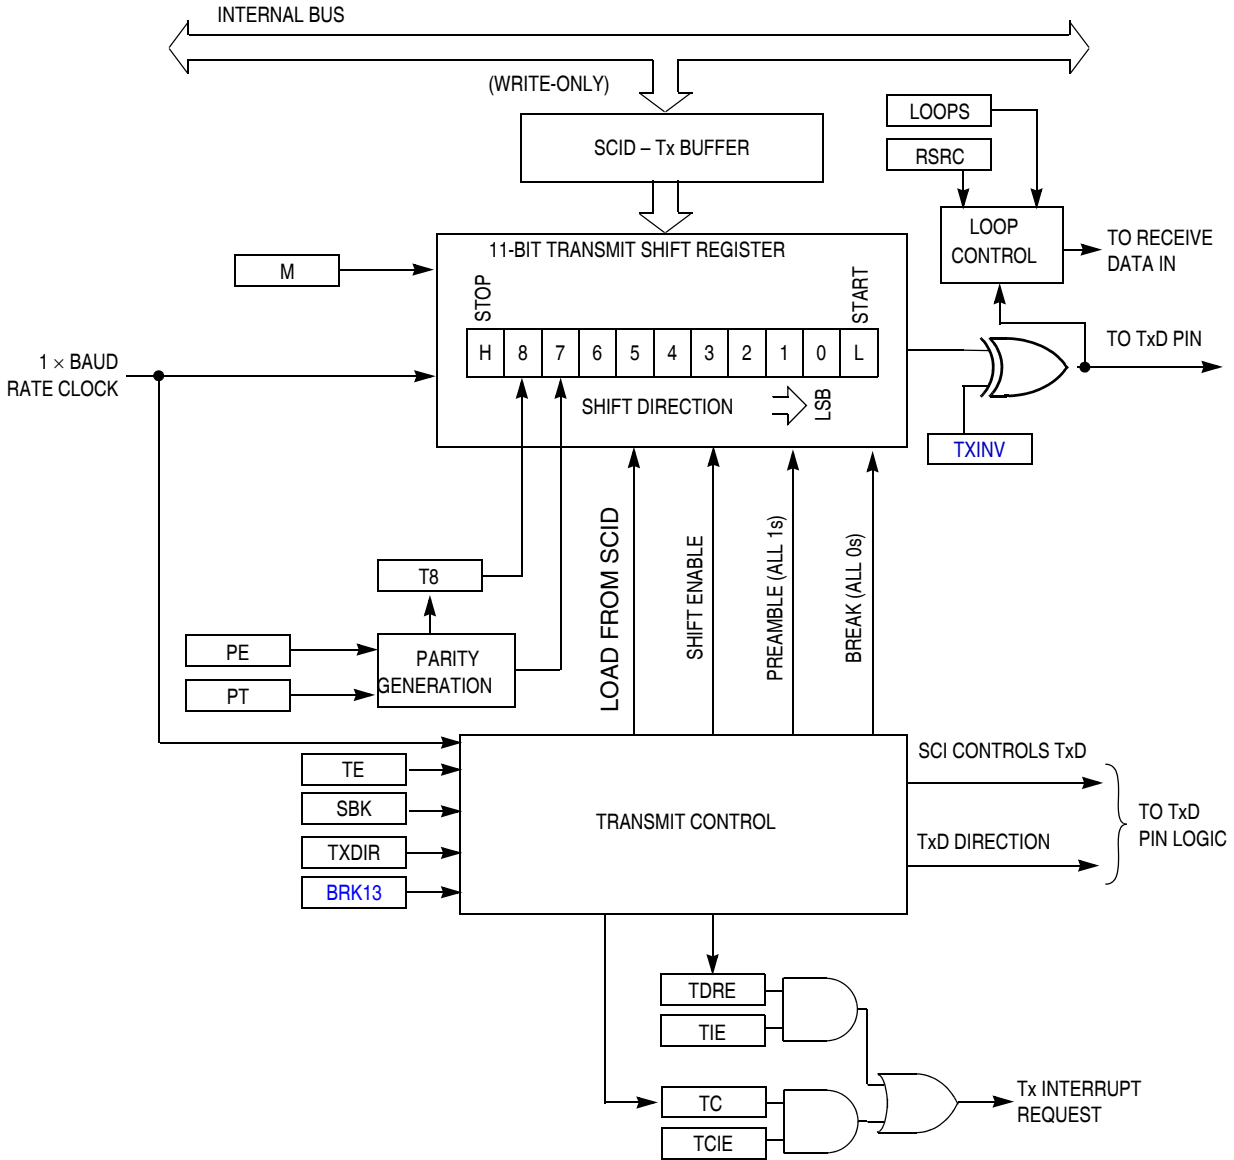 INTERNAL BUS
(WRITE-ONLY)
SCID – Tx BUFFER
LOOPS
RSRC
LOOP
CONTROL
TO RECEIVE
DATA IN
11-BIT TRANSMIT SHIFT REGISTER
M
STOP
START
H 8 7 6 5 4 3 2 1 0 L
1 × BAUD
RATE CLOCK
SHIFT DIRECTION
LSB
TO TxD PIN
TXINV
LOAD FROM SCID
SHIFT ENABLE
PREAMBLE (ALL 1s)
BREAK (ALL 0s)
T8
PE
PT
PARITY
GENERATION
TE
SBK
TXDIR
BRK13
TRANSMIT CONTROL
SCI CONTROLS TxD
TxD DIRECTION
TO TxD
PIN LOGIC
TDRE
TIE
TC
TCIE
Tx INTERRUPT
REQUEST